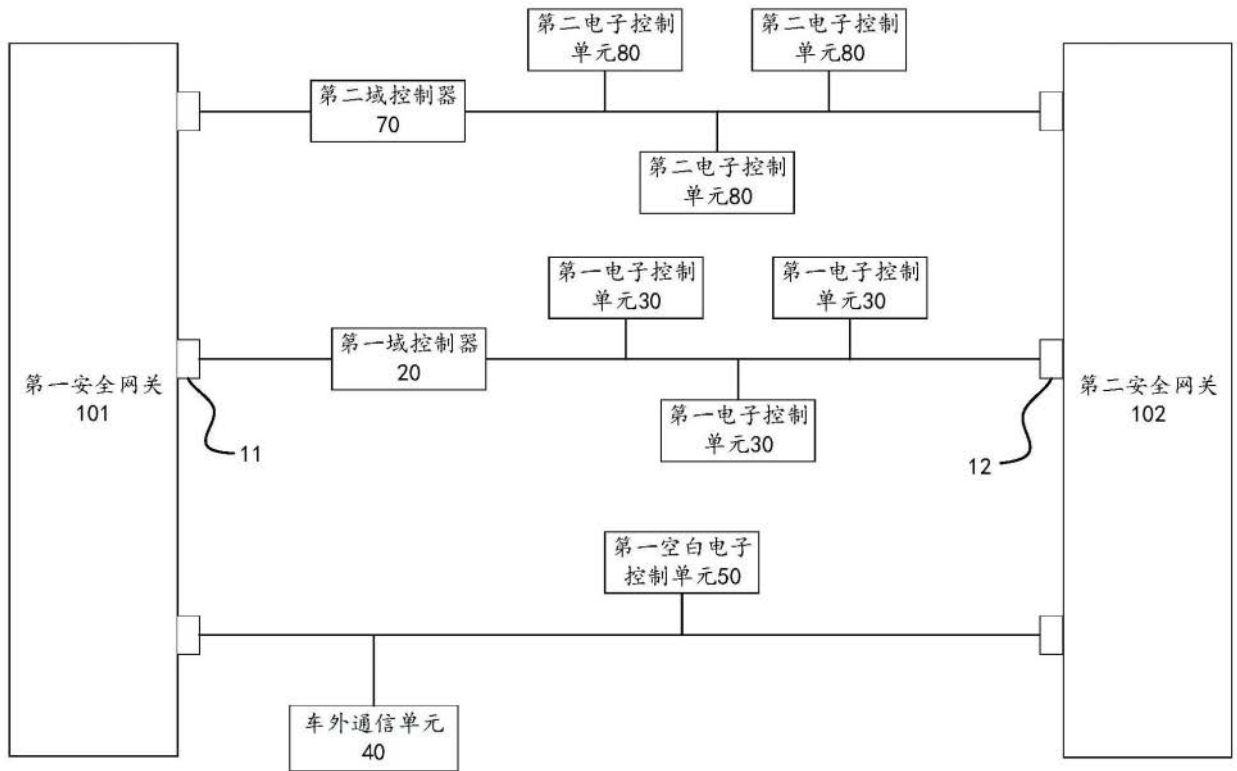 第二电子控制
单元80
第二电子控制
单元80
第二域控制器
70
第二电子控制
单元80
第一电子控制
单元30
第一电子控制
单元30
第一域控制器
20
第一安全网关
101
第二安全网关
102
第一电子控制
单元30
11
12
第一空白电子
控制单元50
车外通信单元
40